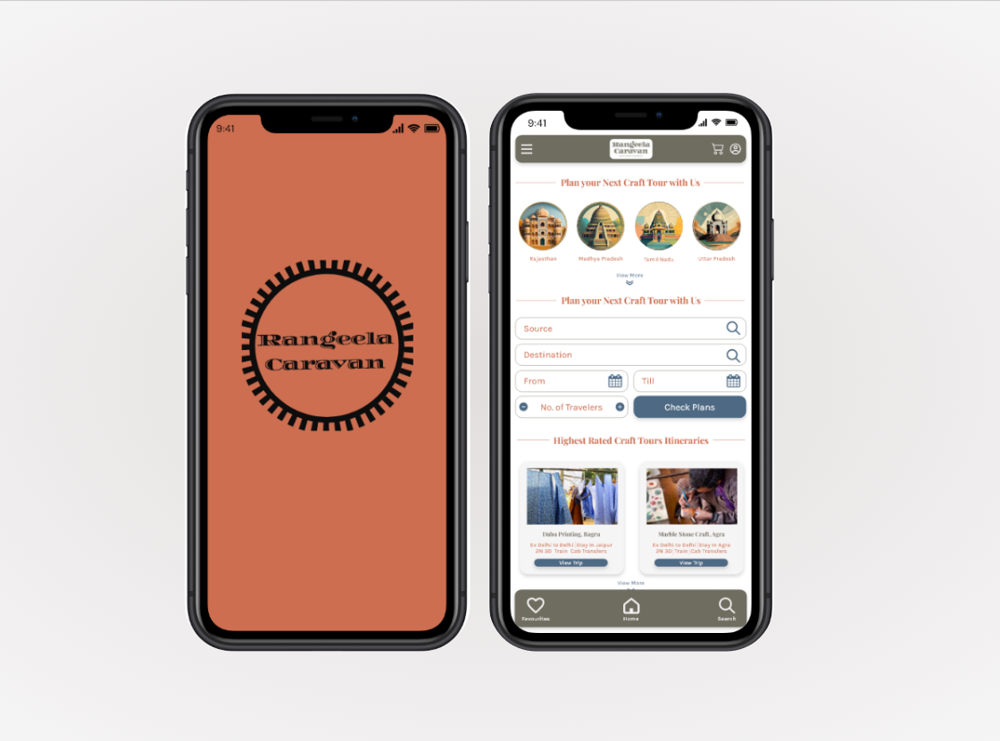 9:41
Rangeela
Caravan
9:41
Rangeela
Caravan
Plan your Next Craft Tour with Us
Rajasthan
Madhya Pradesh
Tamil Nadu
Uttar Pradesh
View More
Plan your Next Craft Tour with Us
Source
Destination
From
Till
No. of Travelers
Check Plans
Highest Rated Craft Tours Itineraries
Dabu Printing, Bagru
Ex Delhi to Delhi |Stay In Jaipur
2N 3D| Train| Cab Transfers
View Trip
Marble Stone Craft, Agra
Ex Delhi to Delhi |Stay In Agra
2N 3D|Train|Cab Transfers
View Trip
View More
Favourites
Home
Search